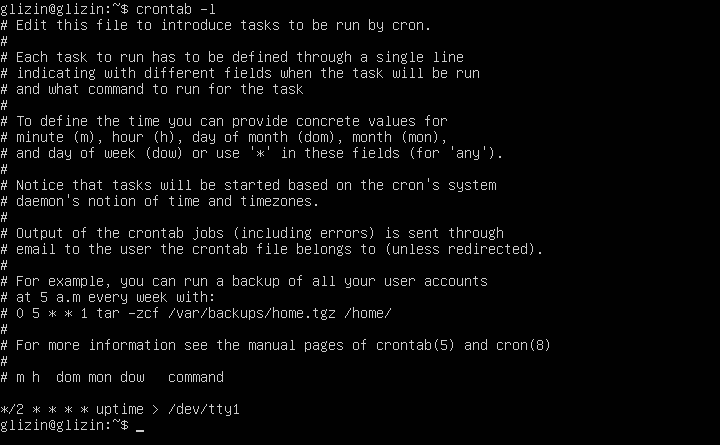 glizin@glizin:~$ crontab -l
# Edit this file to introduce tasks to be run by cron.
#
# Each task to run has to be defined through a single line
# indicating with different fields when the task will be run
# and what command to run for the task
#
# To define the time you can provide concrete values for
# minute (m), hour (h), day of month (dom), month (mon),
# and day of week (dow) or use '*' in these fields (for 'any').
#
# Notice that tasks will be started based on the cron's system
# daemon's notion of time and timezones.
#
# Output of the crontab jobs (including errors) is sent through
# email to the user the crontab file belongs to (unless redirected).
#
# For example, you can run a backup of all your user accounts
# at 5 a.m every week with:
# 0 5 * * 1 tar -zcf /var/backups/home.tgz /home/
#
# For more information see the manual pages of crontab(5) and cron(8)
#
# m h  dom mon dow   command

*/2 * * * * uptime > /dev/tty1
glizin@glizin:~$ _